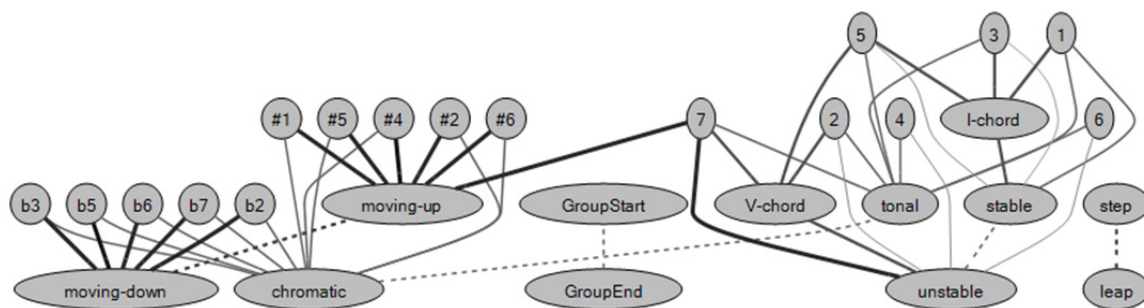 5 3 1
#1 #5 #4 #2 #6 7 2 4 I-chord 6
b3 b5 b6 b7 b2 moving-up GroupStart V-chord tonal stable step
moving-down chromatic GroupEnd unstable leap